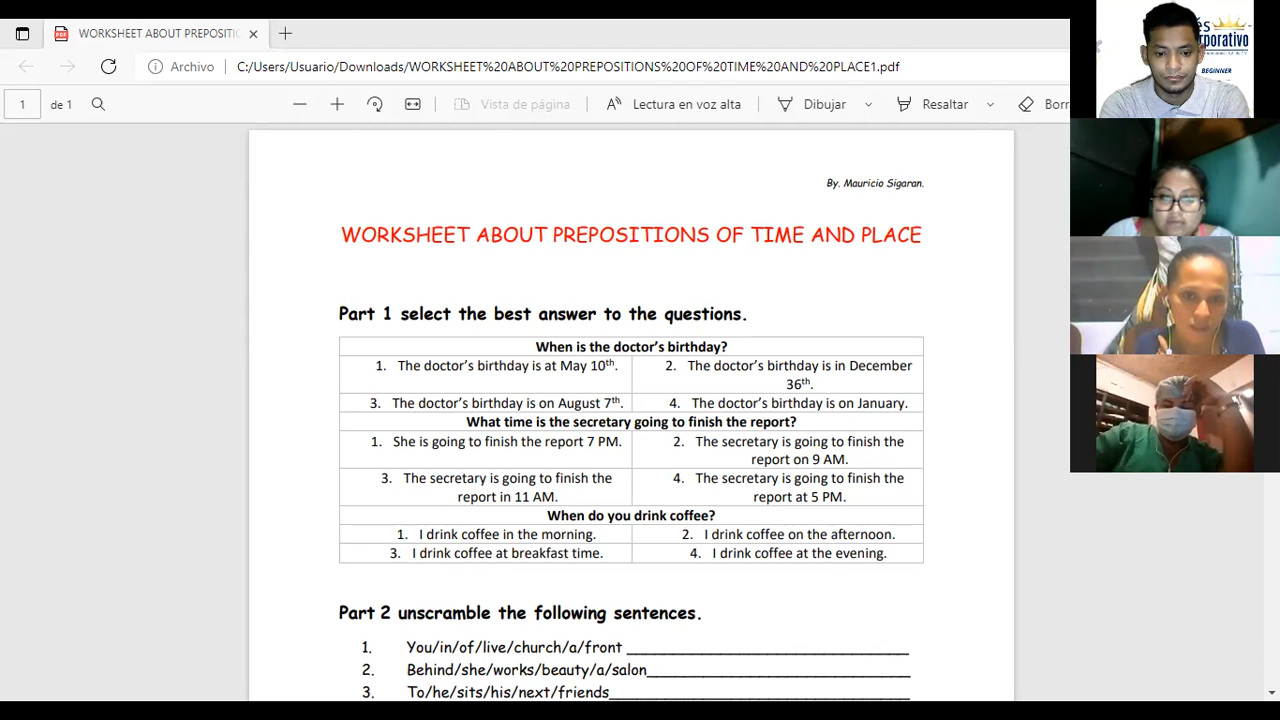 WORKSHEET ABOUT PREPOSITIO
Archivo C:/Users/Usuario/Downloads/WORKSHEET%20ABOUT%20PREPOSITIONS%20OF%20TIME%20AND%20PLACE1.pdf
1 de 1 Vista de página Lectura en voz alta Dibujar Resaltar Borr
és
rporativo
BEGINNER
By. Mauricio Sigaran.
WORKSHEET ABOUT PREPOSITIONS OF TIME AND PLACE
Part 1 select the best answer to the questions.
When is the doctor’s birthday?
1. The doctor’s birthday is at May 10th.
2. The doctor’s birthday is in December
36th.
3. The doctor’s birthday is on August 7th.
4. The doctor’s birthday is on January.
What time is the secretary going to finish the report?
1. She is going to finish the report 7 PM.
2. The secretary is going to finish the
report on 9 AM.
3. The secretary is going to finish the
report in 11 AM.
4. The secretary is going to finish the
report at 5 PM.
When do you drink coffee?
1. I drink coffee in the morning.
2. I drink coffee on the afternoon.
3. I drink coffee at breakfast time.
4. I drink coffee at the evening.
Part 2 unscramble the following sentences.
1. You/in/of/live/church/a/front ______________________________
2. Behind/she/works/beauty/a/salon____________________________
3. To/he/sits/his/next/friends________________________________